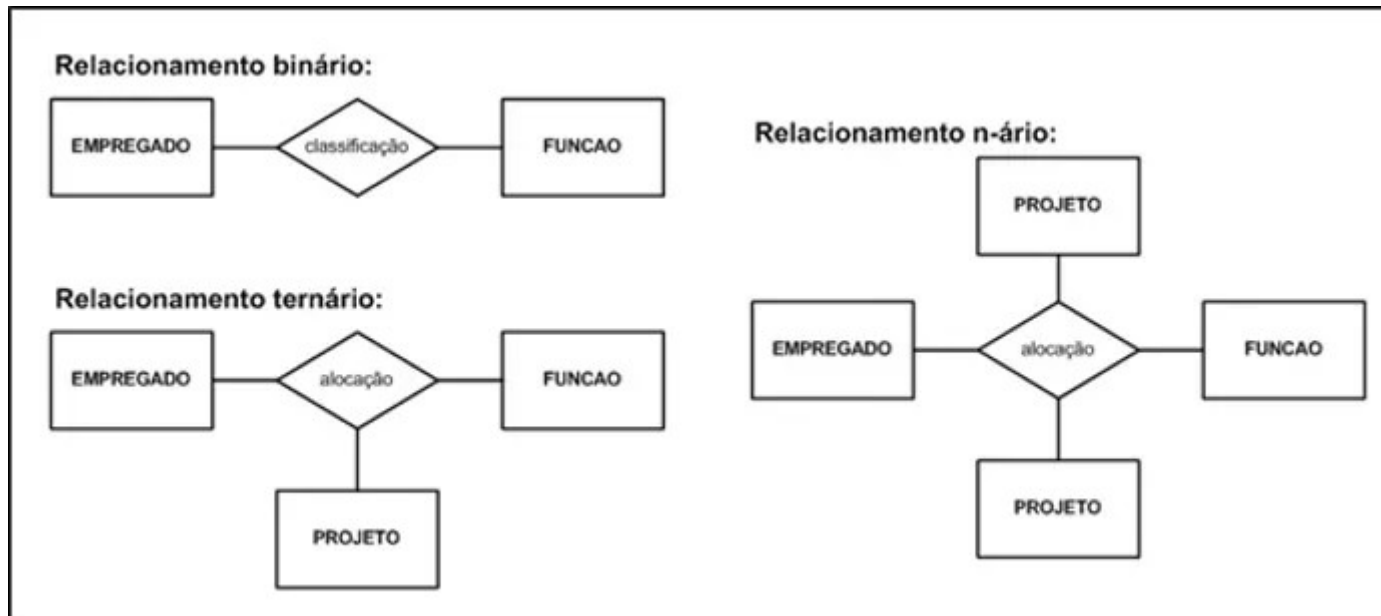 Relacionamento binário:
EMPREGADO
classificação
FUNCAO
Relacionamento ternário:
EMPREGADO
alocação
FUNCAO
PROJETO
Relacionamento n-ário:
PROJETO
EMPREGADO
alocação
FUNCAO
PROJETO